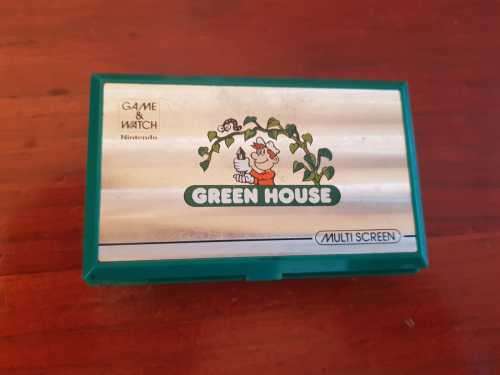 GAME
&
WATCH
Nintendo
GREEN HOUSE
MULTI SCREEN